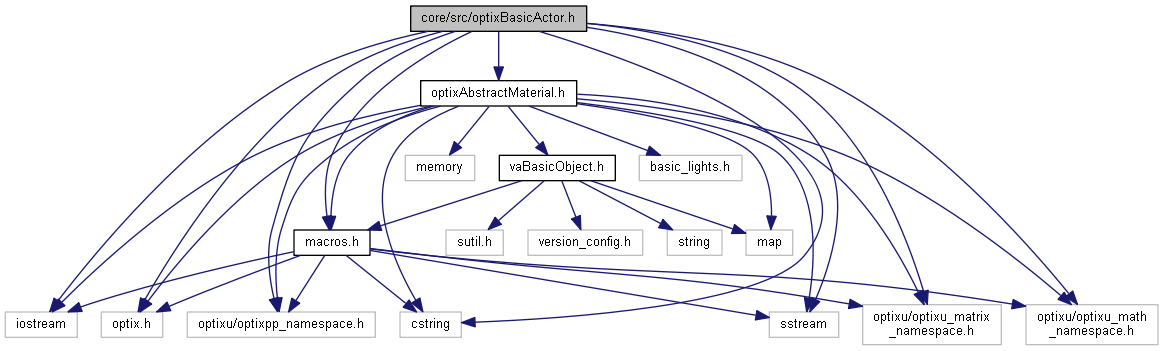 core/src/optixBasicActor.h
optixAbstractMaterial.h
memory
vaBasicObject.h
basic_lights.h
macros.h
sutil.h
version_config.h
string
map
iostream
optix.h
optixu/optixpp_namespace.h
cstring
sstream
optixu/optixu_matrix
_namespace.h
optixu/optixu_math
_namespace.h